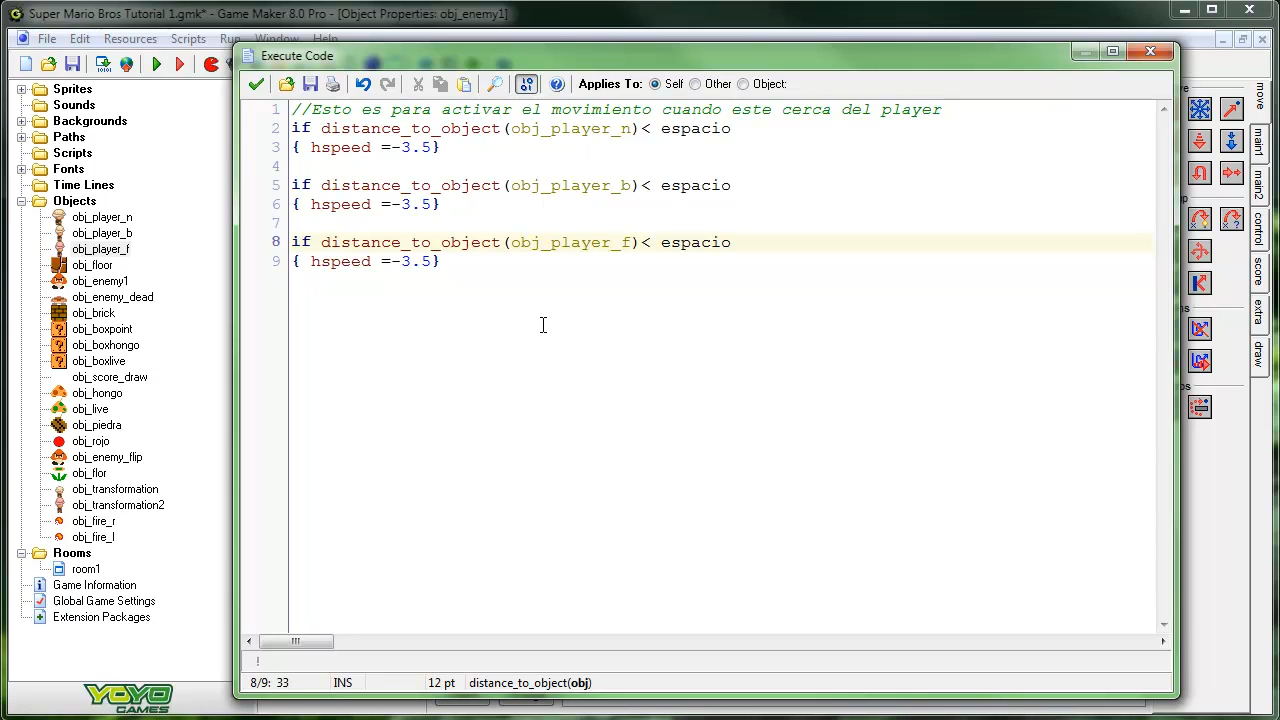 Super Mario Bros Tutorial 1.gmk* - Game Maker 8.0 Pro - [Object Properties: obj_enemy1]
File Edit Resources Scripts Run Window Help
Execute Code
Applies To: Self Other Object:
Sprites
Sounds
Backgrounds
Paths
Scripts
Fonts
Time Lines
Objects
obj_player_n
obj_player_b
obj_player_f
obj_floor
obj_enemy1
obj_enemy_dead
obj_brick
obj_boxpoint
obj_boxhongo
obj_boxlive
obj_score_draw
obj_hongo
obj_live
obj_piedra
obj_rojo
obj_enemy_flip
obj_flor
obj_transformation
obj_transformation2
obj_fire_r
obj_fire_l
Rooms
room1
Game Information
Global Game Settings
Extension Packages
YOYO
GAMES
1 //Esto es para activar el movimiento cuando este cerca del player
2 if distance_to_object(obj_player_n)< espacio
3 { hspeed =-3.5}
4
5 if distance_to_object(obj_player_b)< espacio
6 { hspeed =-3.5}
7
8 if distance_to_object(obj_player_f)< espacio
9 { hspeed =-3.5}
!
8/9: 33 INS 12 pt distance_to_object(obj)
move
main1
main2
control
score
extra
draw